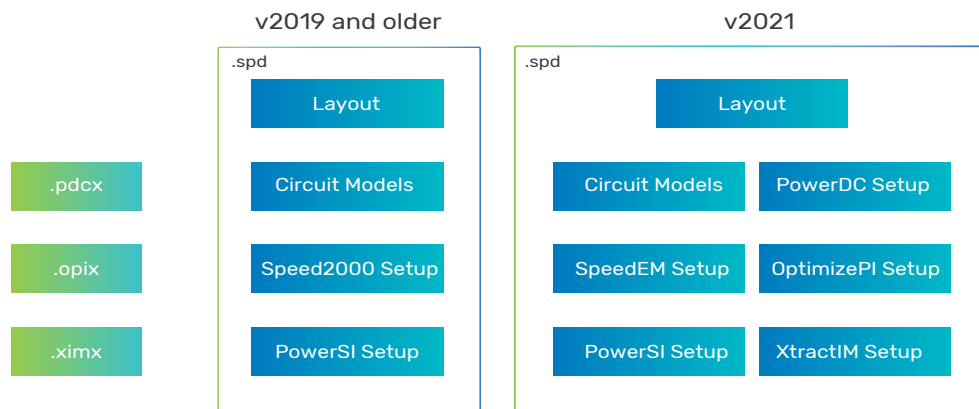 v2019 and older
v2021
.spd
.spd
Layout
Layout
.pdcx
Circuit Models
Circuit Models
PowerDC Setup
.opix
Speed2000 Setup
SpeedEM Setup
OptimizePI Setup
.ximx
PowerSI Setup
PowerSI Setup
XtractIM Setup